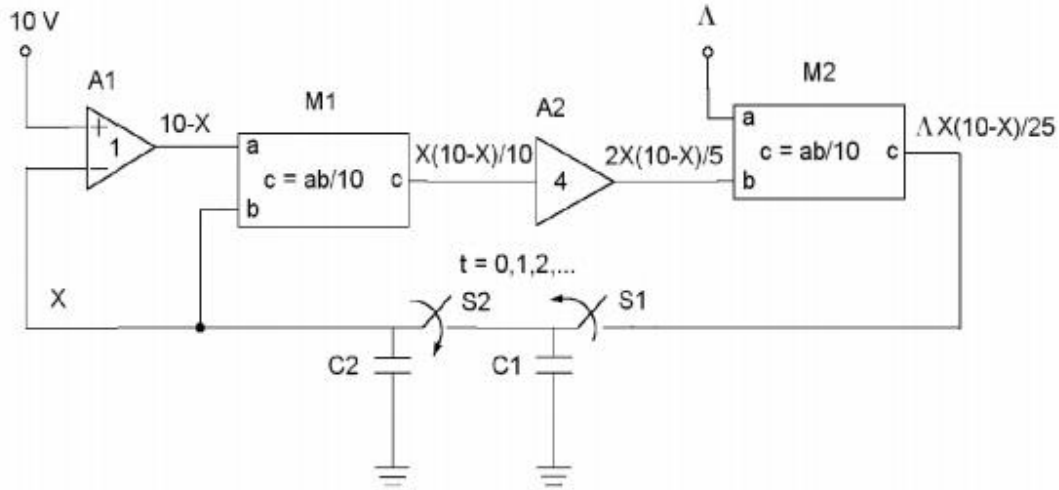 10 V
Λ
A1
M1
A2
M2
10-X
+
1
−
a
c = ab/10
c
b
X(10-X)/10
4
2X(10-X)/5
a
c = ab/10
c
b
ΛX(10-X)/25
t = 0,1,2,...
X
S2
S1
C2
C1